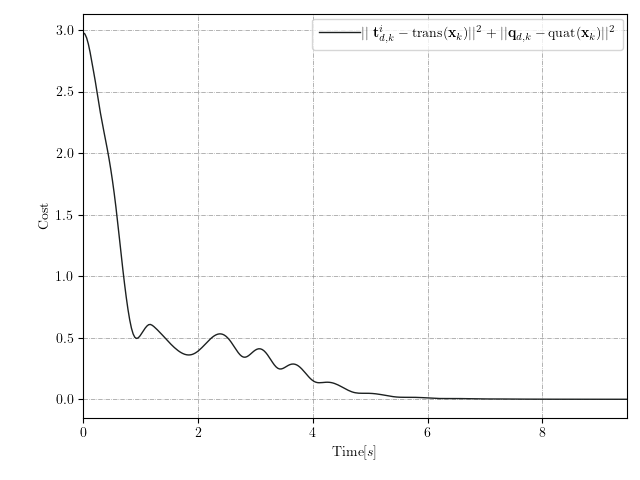 || t^i_{d,k} − trans(x_k)||² + ||q_{d,k} − quat(x_k)||²
3.0
2.5
2.0
1.5
1.0
0.5
0.0
Cost
0 2 4 6 8
Time[s]